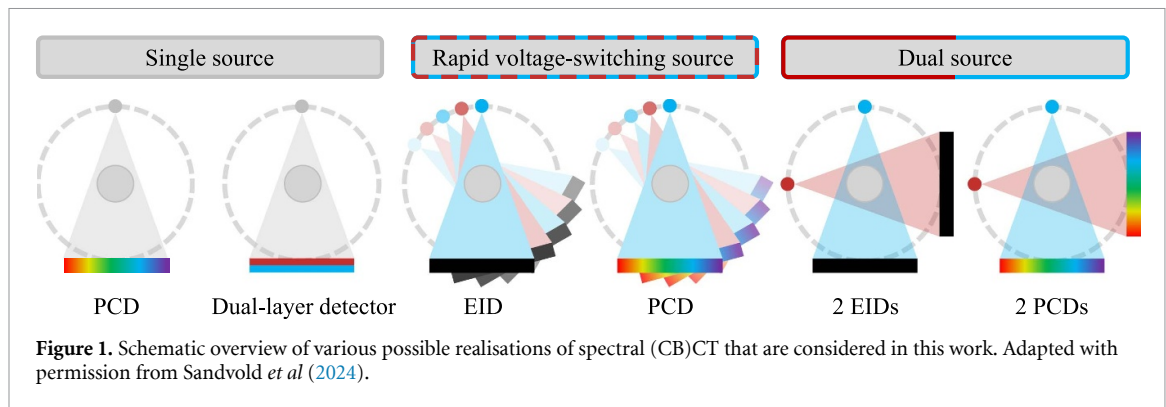 Single source
Rapid voltage-switching source
Dual source
PCD
Dual-layer detector
EID
PCD
2 EIDs
2 PCDs
Figure 1. Schematic overview of various possible realisations of spectral (CB)CT that are considered in this work. Adapted with
permission from Sandvold et al (2024).